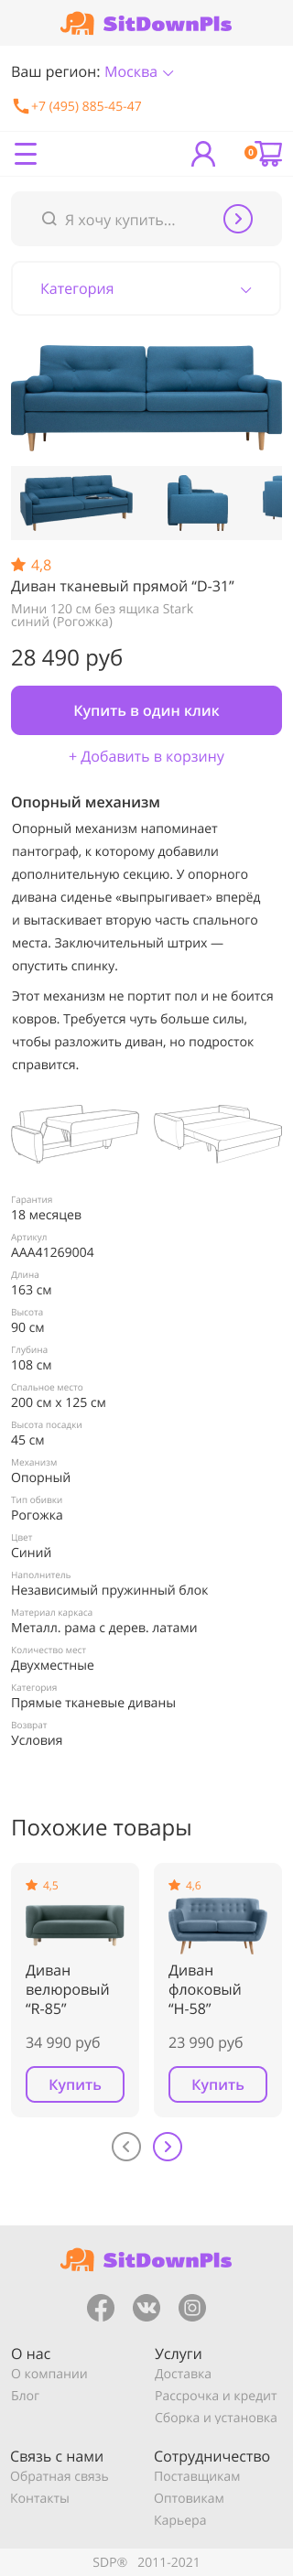 SitDownPls
Ваш регион: Москва
+7 (495) 885-45-47
0
Я хочу купить...
Категория
4,8
Диван тканевый прямой “D-31”
Мини 120 см без ящика Stark
синий (Рогожка)
28 490 руб
Купить в один клик
+ Добавить в корзину
Опорный механизм
Опорный механизм напоминает
пантограф, к которому добавили
дополнительную секцию. У опорного
дивана сиденье «выпрыгивает» вперёд
и вытаскивает вторую часть спального
места. Заключительный штрих —
опустить спинку.
Этот механизм не портит пол и не боится
ковров. Требуется чуть больше силы,
чтобы разложить диван, но подросток
справится.
Гарантия
18 месяцев
Артикул
AAA41269004
Длина
163 см
Высота
90 см
Глубина
108 см
Спальное место
200 см x 125 см
Высота посадки
45 см
Механизм
Опорный
Тип обивки
Рогожка
Цвет
Синий
Наполнитель
Независимый пружинный блок
Материал каркаса
Металл. рама с дерев. латами
Количество мест
Двухместные
Категория
Прямые тканевые диваны
Возврат
Условия
Похожие товары
4,5
Диван
велюровый
“R-85”
34 990 руб
Купить
4,6
Диван
флоковый
“H-58”
23 990 руб
Купить
SitDownPls
О нас
О компании
Блог
Услуги
Доставка
Рассрочка и кредит
Сборка и установка
Связь с нами
Обратная связь
Контакты
Сотрудничество
Поставщикам
Оптовикам
Карьера
SDP® 2011-2021